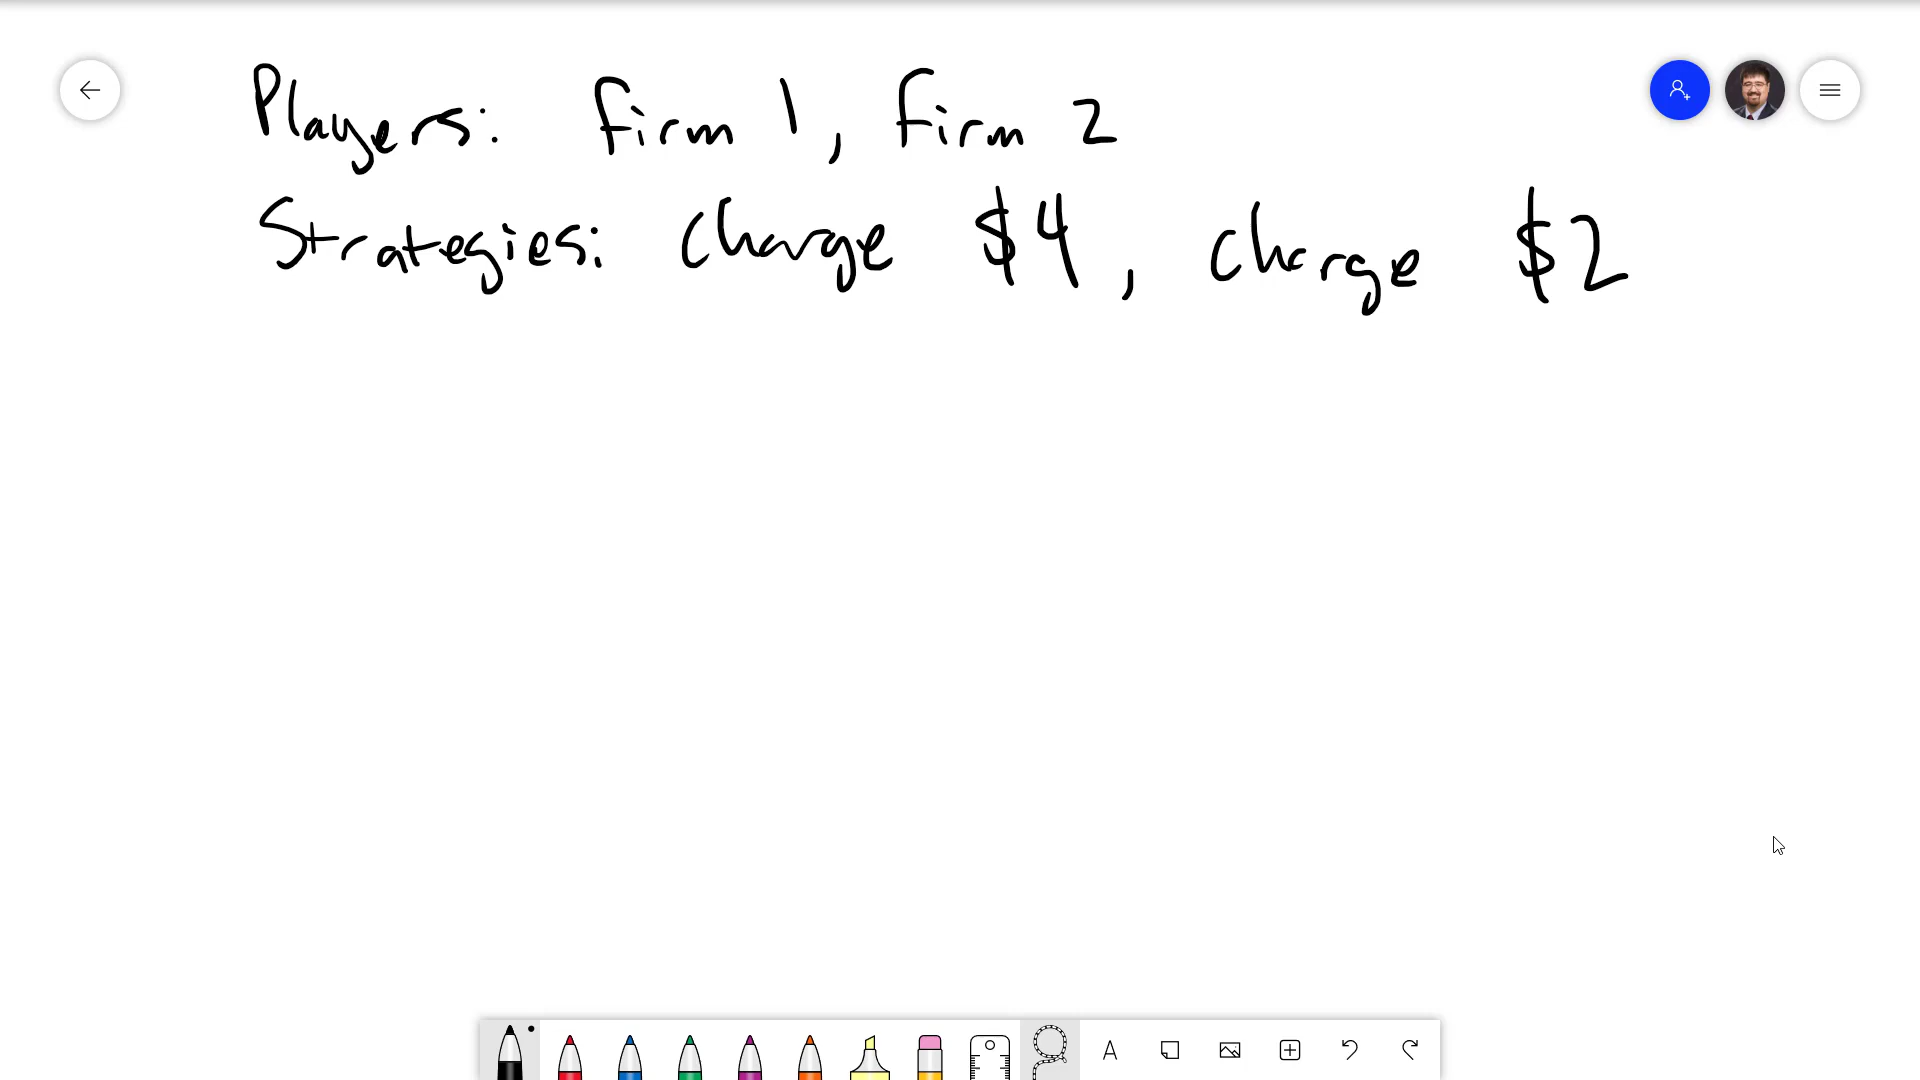 Players: Firm 1, Firm 2
Strategies: charge $4, charge $2
A